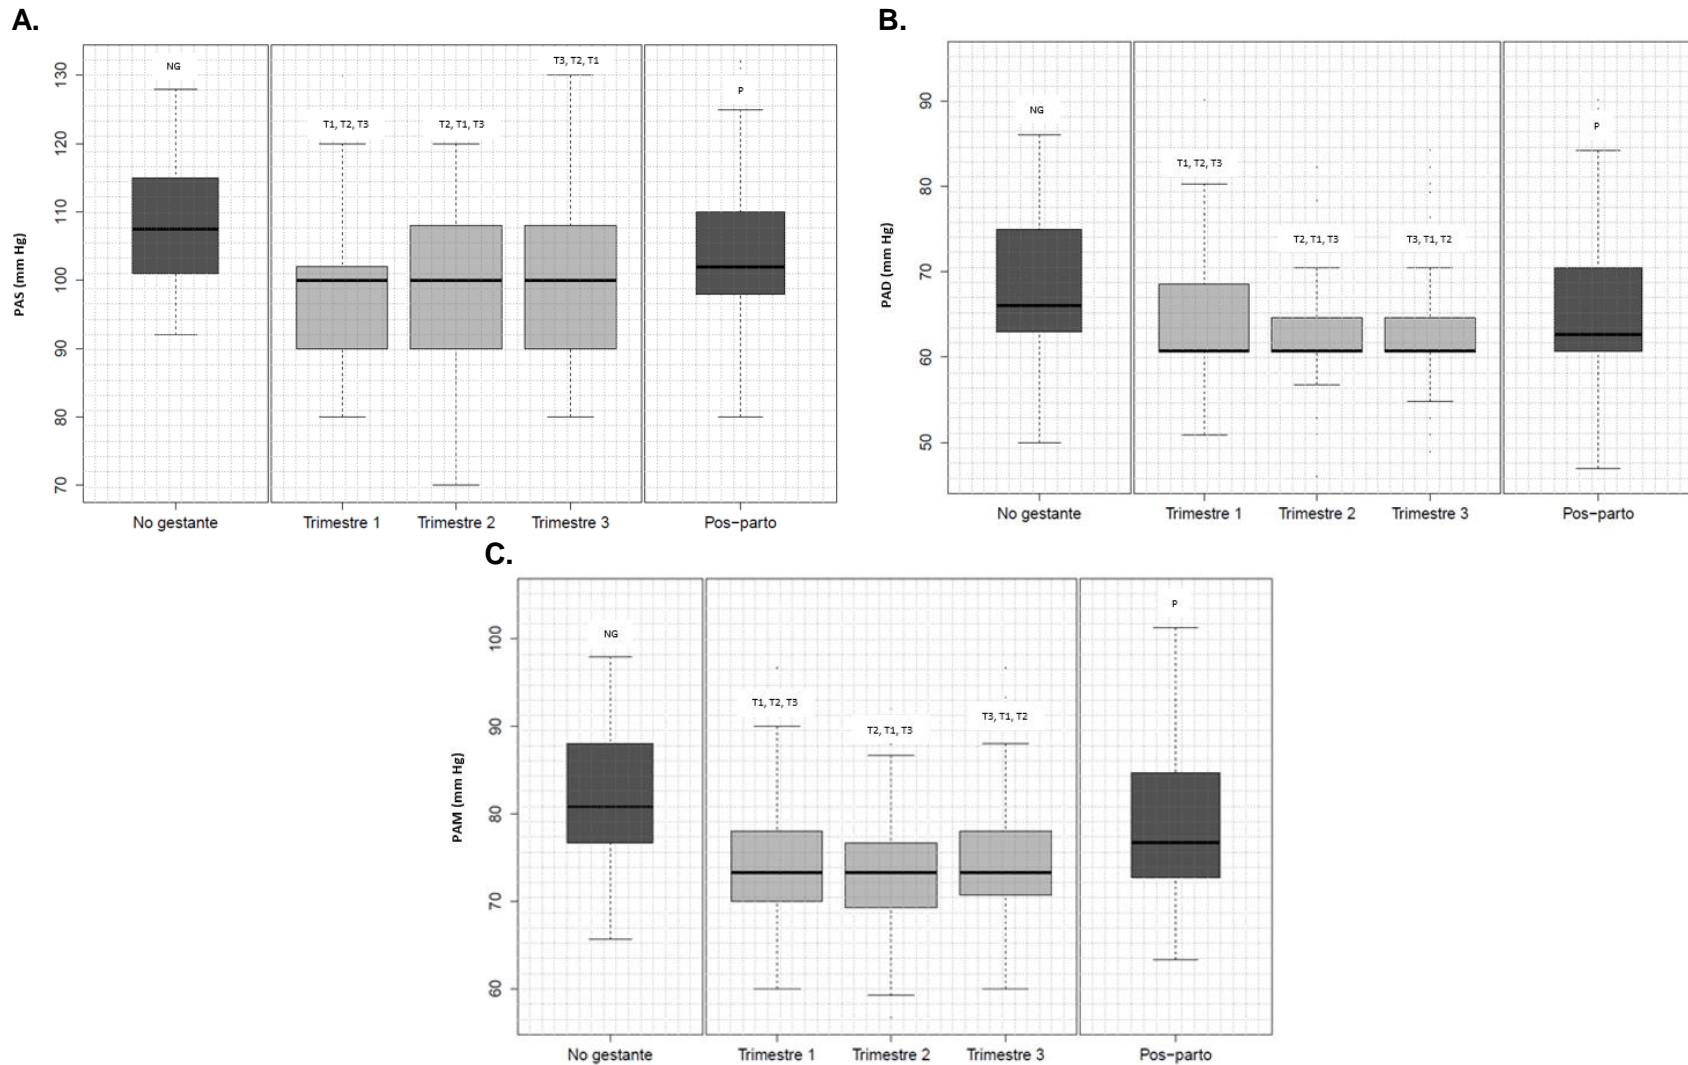 A.
PAS (mm Hg)
130
120
110
100
90
80
70
NG
T1, T2, T3
T2, T1, T3
T3, T2, T1
P
No gestante
Trimestre 1
Trimestre 2
Trimestre 3
Pos-parto
B.
PAD (mm Hg)
90
80
70
60
50
NG
T1, T2, T3
T2, T1, T3
T3, T1, T2
P
No gestante
Trimestre 1
Trimestre 2
Trimestre 3
Pos-parto
C.
PAM (mm Hg)
100
90
80
70
60
NG
T1, T2, T3
T2, T1, T3
T3, T1, T2
P
No gestante
Trimestre 1
Trimestre 2
Trimestre 3
Pos-parto